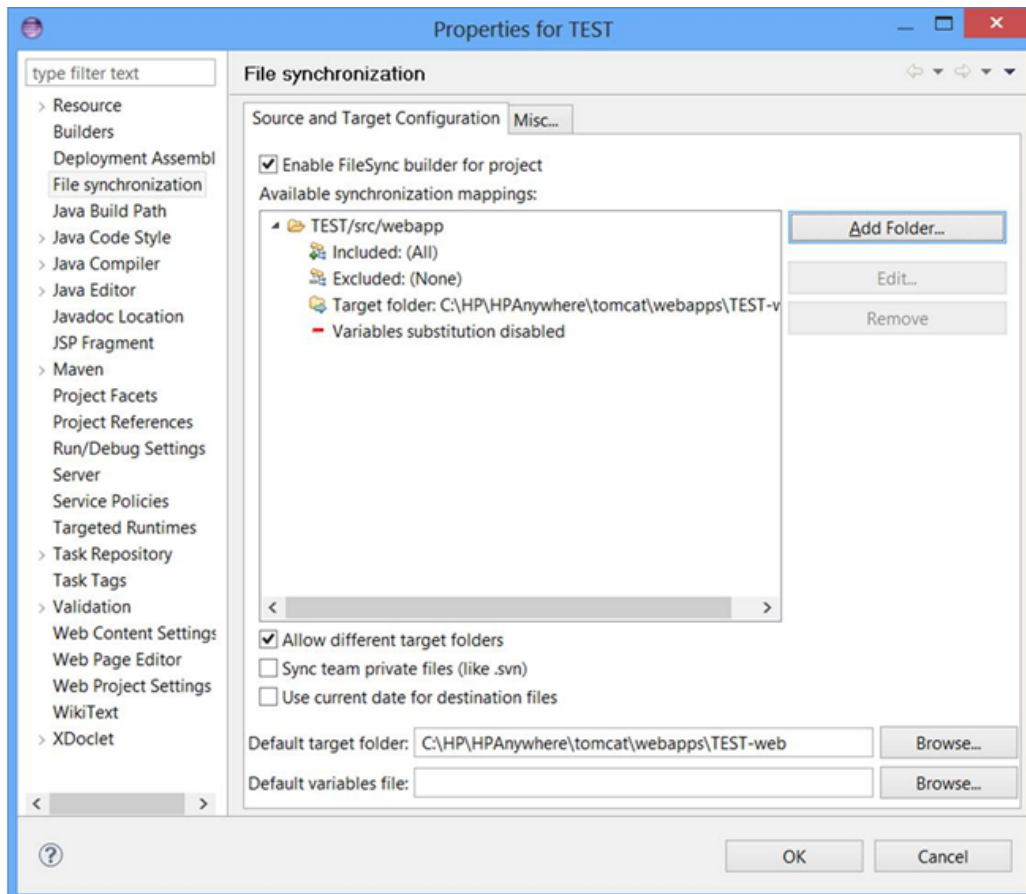 Properties for TEST
type filter text
Resource
Builders
Deployment Assembl
File synchronization
Java Build Path
Java Code Style
Java Compiler
Java Editor
Javadoc Location
JSP Fragment
Maven
Project Facets
Project References
Run/Debug Settings
Server
Service Policies
Targeted Runtimes
Task Repository
Task Tags
Validation
Web Content Settings
Web Page Editor
Web Project Settings
WikiText
XDoclet
File synchronization
Source and Target Configuration
Misc...
Enable FileSync builder for project
Available synchronization mappings:
TEST/src/webapp
Included: (All)
Excluded: (None)
Target folder: C:\HP\HPAnywhere\tomcat\webapps\TEST-w
Variables substitution disabled
Add Folder...
Edit...
Remove
Allow different target folders
Sync team private files (like .svn)
Use current date for destination files
Default target folder: C:\HP\HPAnywhere\tomcat\webapps\TEST-web Browse...
Default variables file: Browse...
OK Cancel